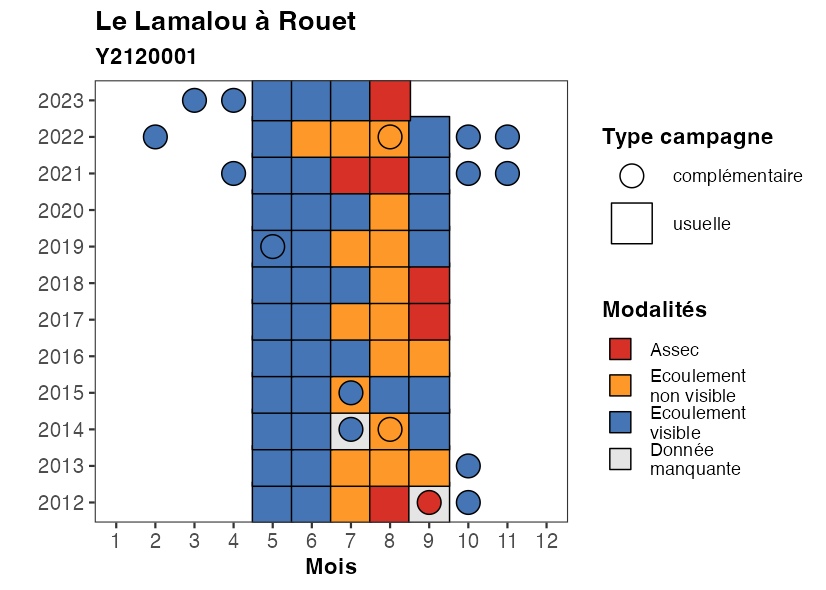 Le Lamalou à Rouet
Y2120001
2023
2022
2021
2020
2019
2018
2017
2016
2015
2014
2013
2012
1 2 3 4 5 6 7 8 9 10 11 12
Mois
Type campagne
complémentaire
usuelle
Modalités
Assec
Ecoulement
non visible
Ecoulement
visible
Donnée
manquante